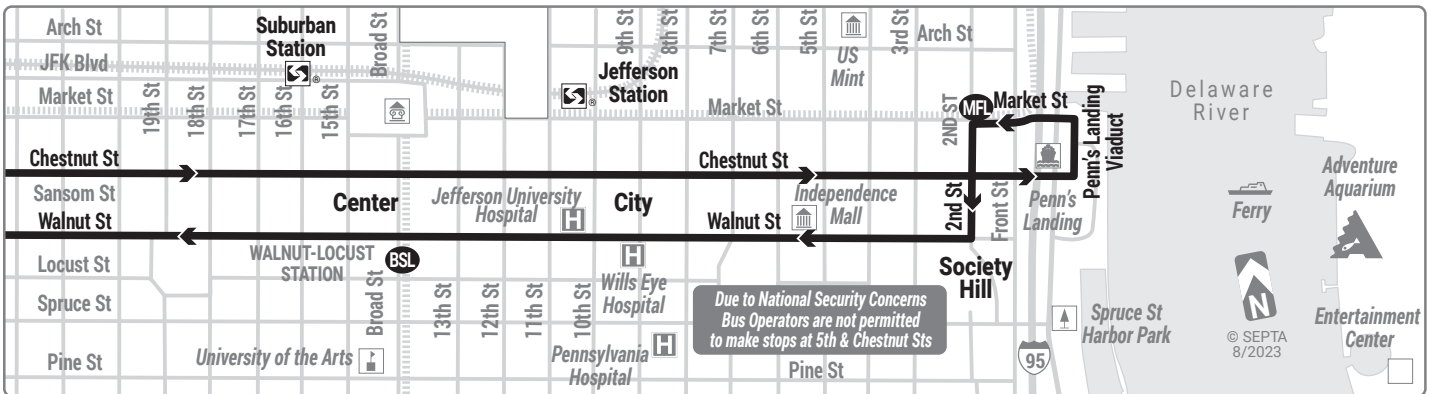 Arch St
Suburban
Station
Broad St
9th St
8th St
7th St
6th St
5th St
US
Mint
3rd St
Arch St
JFK Blvd
Jefferson
Station
Market St
19th St
18th St
17th St
16th St
15th St
Market St
2ND ST
MFL
Market St
Penn's Landing
Viaduct
Delaware
River
Chestnut St
Chestnut St
Adventure
Aquarium
Sansom St
Center
Jefferson University
Hospital
H
City
Independence
Mall
2nd St
Front St
Penn's
Landing
Ferry
Walnut St
Walnut St
WALNUT-LOCUST
STATION
BSL
Locust St
H
Wills Eye
Hospital
Society
Hill
Spruce St
Broad St
13th St
12th St
11th St
10th St
Due to National Security Concerns
Bus Operators are not permitted
to make stops at 5th & Chestnut Sts
Spruce St
Harbor Park
N
© SEPTA
8/2023
Entertainment
Center
Pine St
University of the Arts
Pennsylvania
Hospital
H
Pine St
95